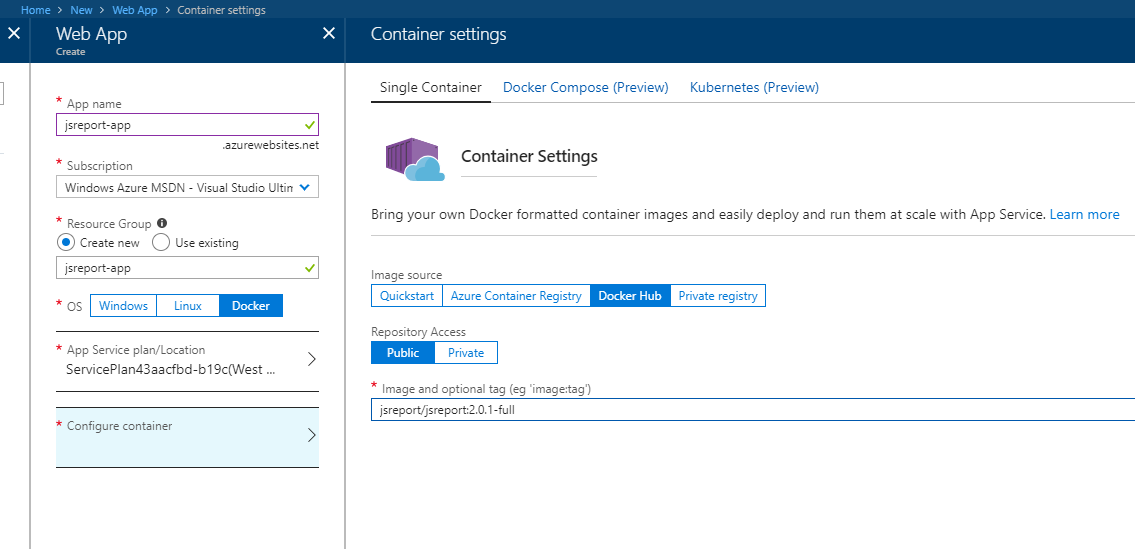 Home > New > Web App > Container settings
Web App
Create
* App name
jsreport-app
.azurewebsites.net
* Subscription
Windows Azure MSDN - Visual Studio Ultim
* Resource Group
Create new
Use existing
jsreport-app
* OS
Windows
Linux
Docker
* App Service plan/Location
ServicePlan43aacfbd-b19c(West ...
* Configure container
Container settings
Single Container
Docker Compose (Preview)
Kubernetes (Preview)
Container Settings
Bring your own Docker formatted container images and easily deploy and run them at scale with App Service. Learn more
Image source
Quickstart
Azure Container Registry
Docker Hub
Private registry
Repository Access
Public
Private
* Image and optional tag (eg 'image:tag')
jsreport/jsreport:2.0.1-full